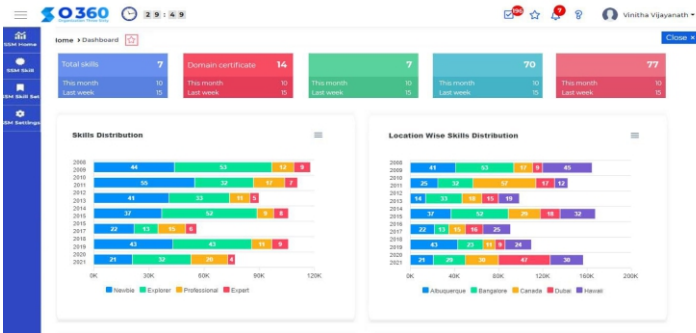 SO360
Organization Three Sixty
29:49
196
9
?
Vinitha Vijayanath
SSM Home
Home > Dashboard
Close ×
SSM Skill
SSM Skill Set
SSM Settings
Total skills 7
This month 10
Last week 15
Domain certificate 14
This month 10
Last week 15
7
This month 10
Last week 15
70
This month 10
Last week 15
77
This month 10
Last week 15
Skills Distribution
2008
2009 44 53 12 9
2010
2011 55 32 17 7
2012
2013 41 33 11 5
2014
2015 37 52 9 8
2016
2017 22 13 15 6
2018
2019 43 43 11 9
2020
2021 21 32 20 4
0K 30K 60K 90K 120K
Newbie Explorer Professional Expert
Location Wise Skills Distribution
2008
2009 41 53 17 9 45
2010
2011 25 32 57 17 12
2012
2013 14 33 18 15 19
2014
2015 37 52 18 32
2016
2017 22 13 15 16 25
2018
2019 43 23 11 9 24
2020
2021 21 29 30 47 30
0K 40K 80K 120K 160K 200K
Albuquerque Bangalore Canada Dubai Hawaii